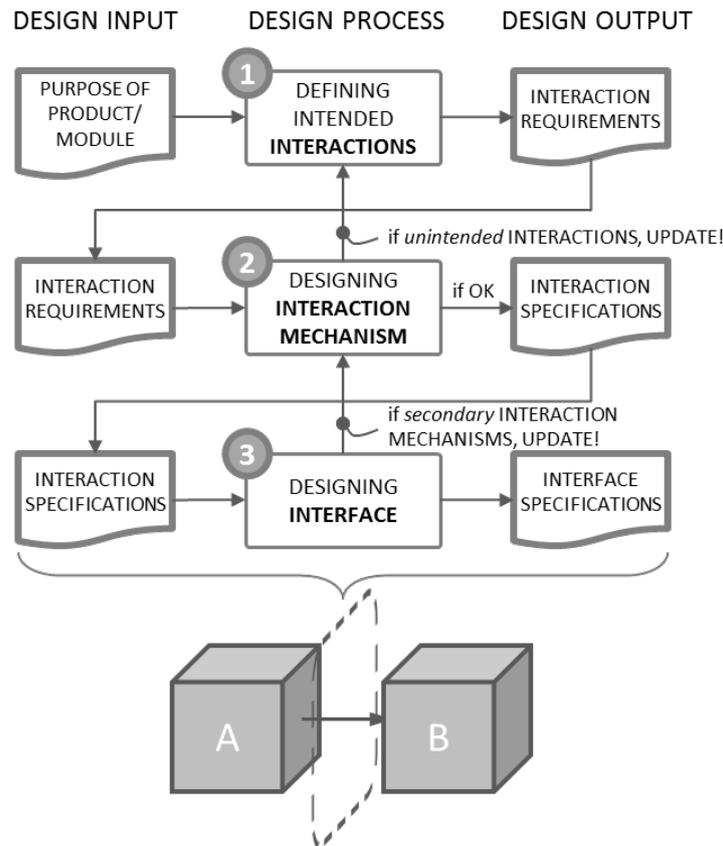 DESIGN INPUT
DESIGN PROCESS
DESIGN OUTPUT
PURPOSE OF
PRODUCT/
MODULE
1
DEFINING
INTENDED
INTERACTIONS
INTERACTION
REQUIREMENTS
if unintended INTERACTIONS, UPDATE!
INTERACTION
REQUIREMENTS
2
DESIGNING
INTERACTION
MECHANISM
if OK
INTERACTION
SPECIFICATIONS
if secondary INTERACTION
MECHANISMS, UPDATE!
INTERACTION
SPECIFICATIONS
3
DESIGNING
INTERFACE
INTERFACE
SPECIFICATIONS
A
B